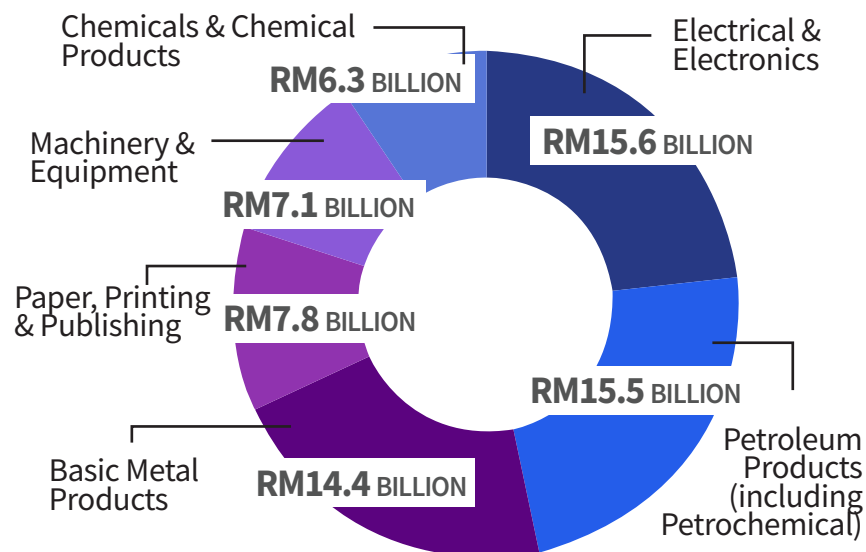 Chemicals & Chemical
Products
RM6.3 BILLION
Electrical &
Electronics
RM15.6 BILLION
Machinery &
Equipment
RM7.1 BILLION
Paper, Printing
& Publishing
RM7.8 BILLION
RM15.5 BILLION
Petroleum
Products
(including
Petrochemical)
Basic Metal
Products
RM14.4 BILLION